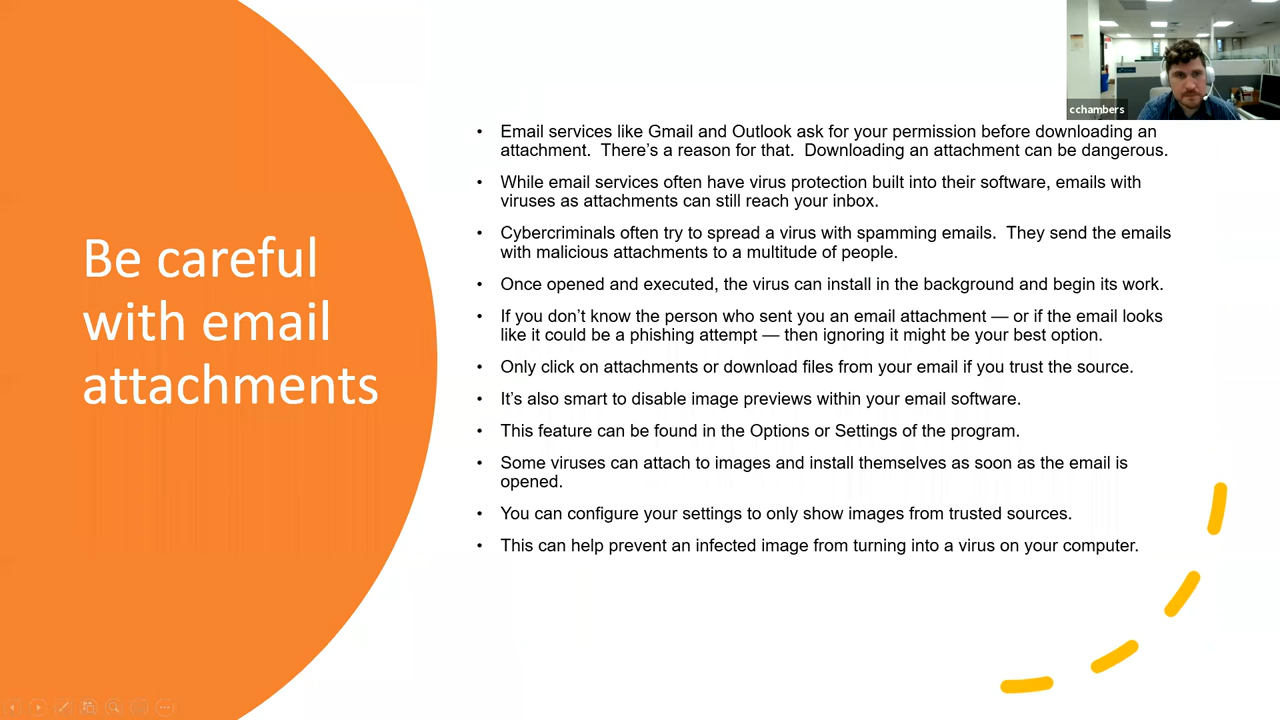 cchambers
Be careful
with email
attachments
• Email services like Gmail and Outlook ask for your permission before downloading an
attachment.  There's a reason for that.  Downloading an attachment can be dangerous.
• While email services often have virus protection built into their software, emails with
viruses as attachments can still reach your inbox.
• Cybercriminals often try to spread a virus with spamming emails.  They send the emails
with malicious attachments to a multitude of people.
• Once opened and executed, the virus can install in the background and begin its work.
• If you don't know the person who sent you an email attachment — or if the email looks
like it could be a phishing attempt — then ignoring it might be your best option.
• Only click on attachments or download files from your email if you trust the source.
• It's also smart to disable image previews within your email software.
• This feature can be found in the Options or Settings of the program.
• Some viruses can attach to images and install themselves as soon as the email is
opened.
• You can configure your settings to only show images from trusted sources.
• This can help prevent an infected image from turning into a virus on your computer.